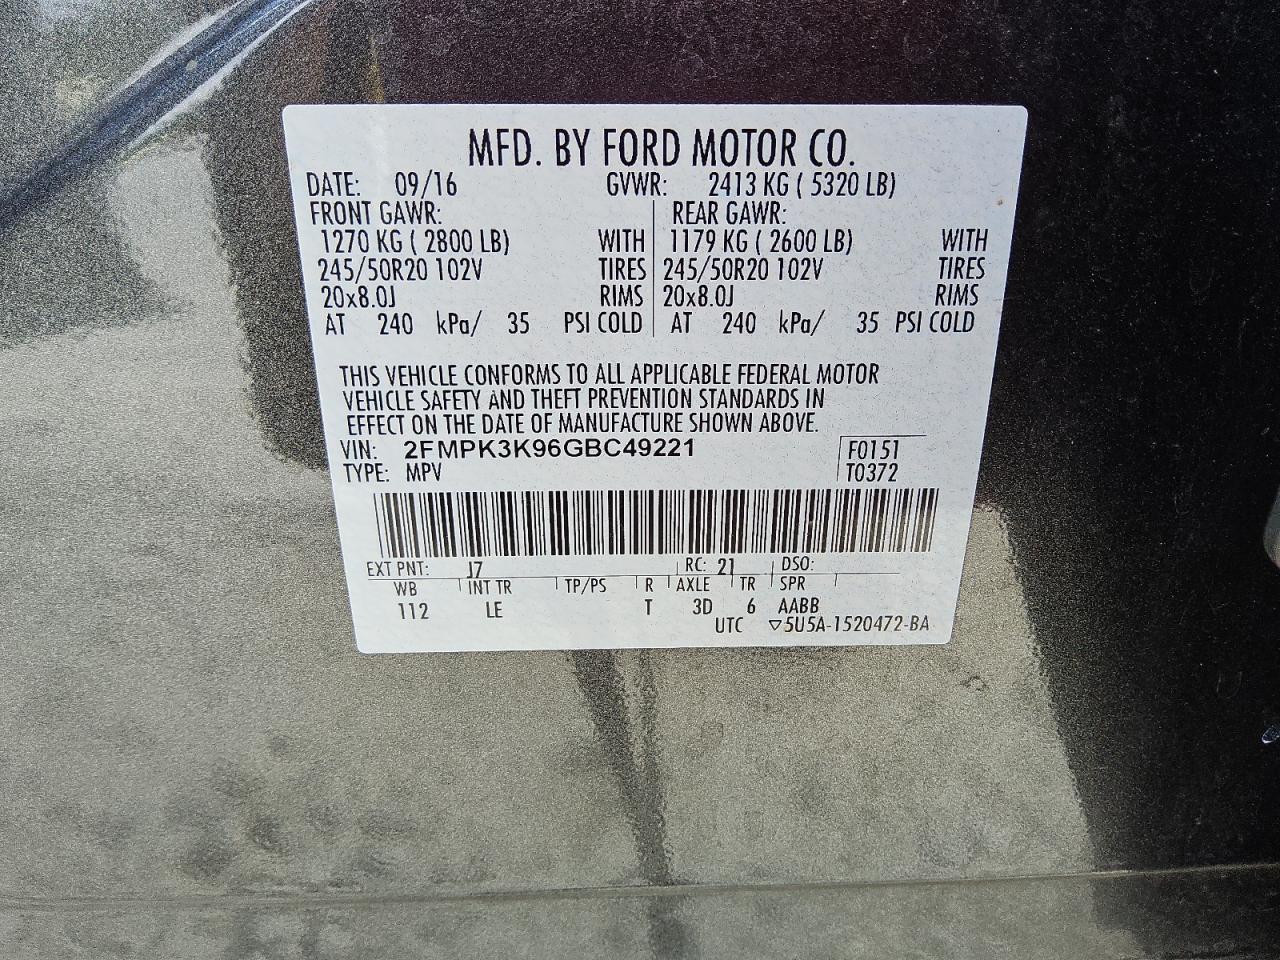 MFD. BY FORD MOTOR CO.
DATE: 09/16 GVWR: 2413 KG ( 5320 LB)
FRONT GAWR: REAR GAWR:
1270 KG ( 2800 LB) WITH 1179 KG ( 2600 LB) WITH
245/50R20 102V TIRES 245/50R20 102V TIRES
20x8.0J RIMS 20x8.0J RIMS
AT 240 kPa/ 35 PSI COLD AT 240 kPa/ 35 PSI COLD
THIS VEHICLE CONFORMS TO ALL APPLICABLE FEDERAL MOTOR
VEHICLE SAFETY AND THEFT PREVENTION STANDARDS IN
EFFECT ON THE DATE OF MANUFACTURE SHOWN ABOVE.
VIN: 2FMPK3K96GBC49221 F0151
TYPE: MPV T0372
EXT PNT: J7 RC: 21 DSO:
WB INT TR TP/PS R AXLE TR SPR
112 LE T 3D 6 AABB
UTC ▽5U5A-1520472-BA